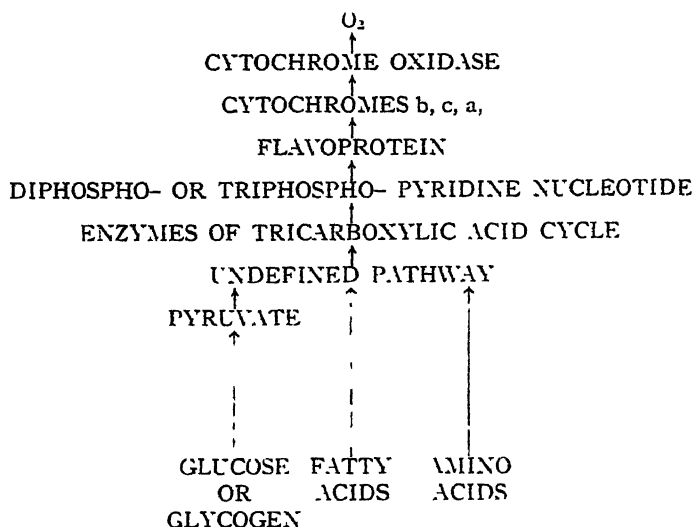 O₂
CYTOCHROME OXIDASE
CYTOCHROMES b, c, a,
FLAVOPROTEIN
DIPHOSPHO- OR TRIPHOSPHO- PYRIDINE NUCLEOTIDE
ENZYMES OF TRICARBOXYLIC ACID CYCLE
UNDEFINED PATHWAY
PYRUVATE
GLUCOSE FATTY AMINO
OR ACIDS ACIDS
GLYCOGEN